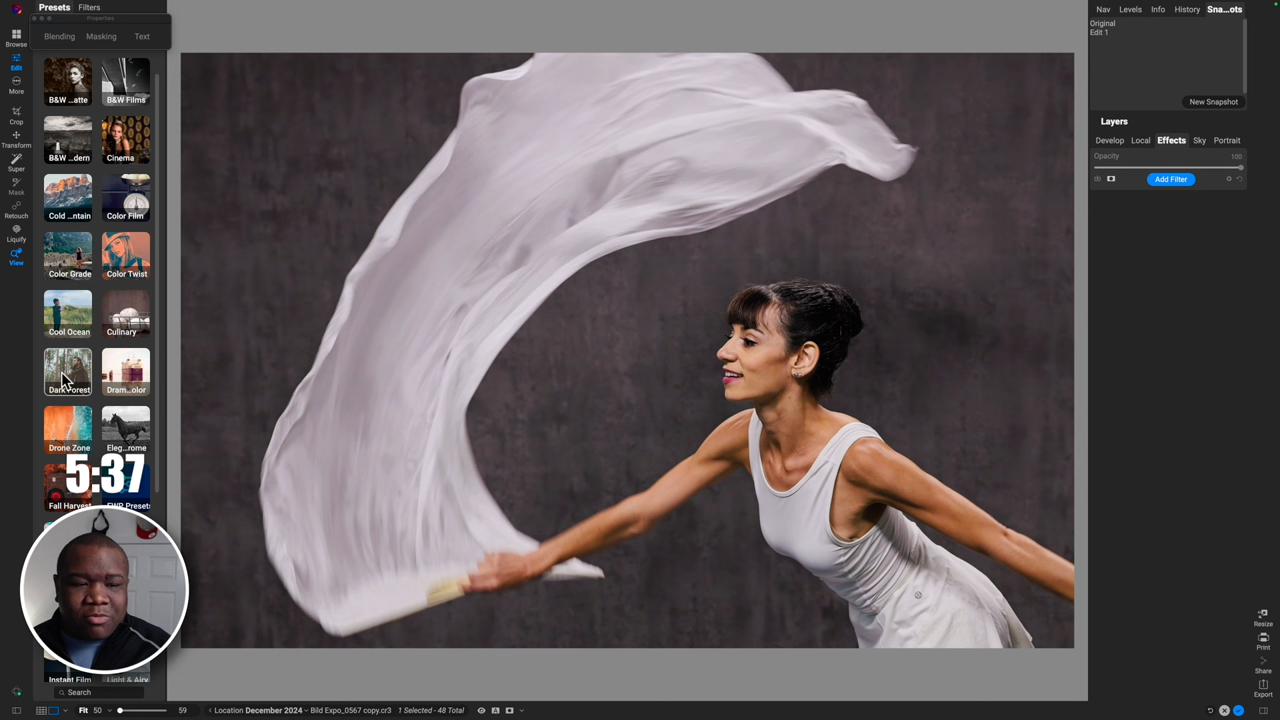 Presets Filters
Properties
Blending Masking Text
Browse
Edit
More
Crop
Transform
Super
Mask
Retouch
Liquify
View
B&W ...atte B&W Films
B&W ...dern Cinema
Cold ...ntain Color Film
Color Grade Color Twist
Cool Ocean Culinary
Dark Forest Dram...olor
Drone Zone Eleg...rome
5:37
Fall Harvest FWP Presets
Instant Film Light & Airy
Search
Fit 50 59 Location December 2024 Bild Expo_0567 copy.cr3 1 Selected - 48 Total
Nav Levels Info History Sna...ots
Original
Edit 1
New Snapshot
Layers
Develop Local Effects Sky Portrait
Opacity 100
Add Filter
Resize
Print
Share
Export